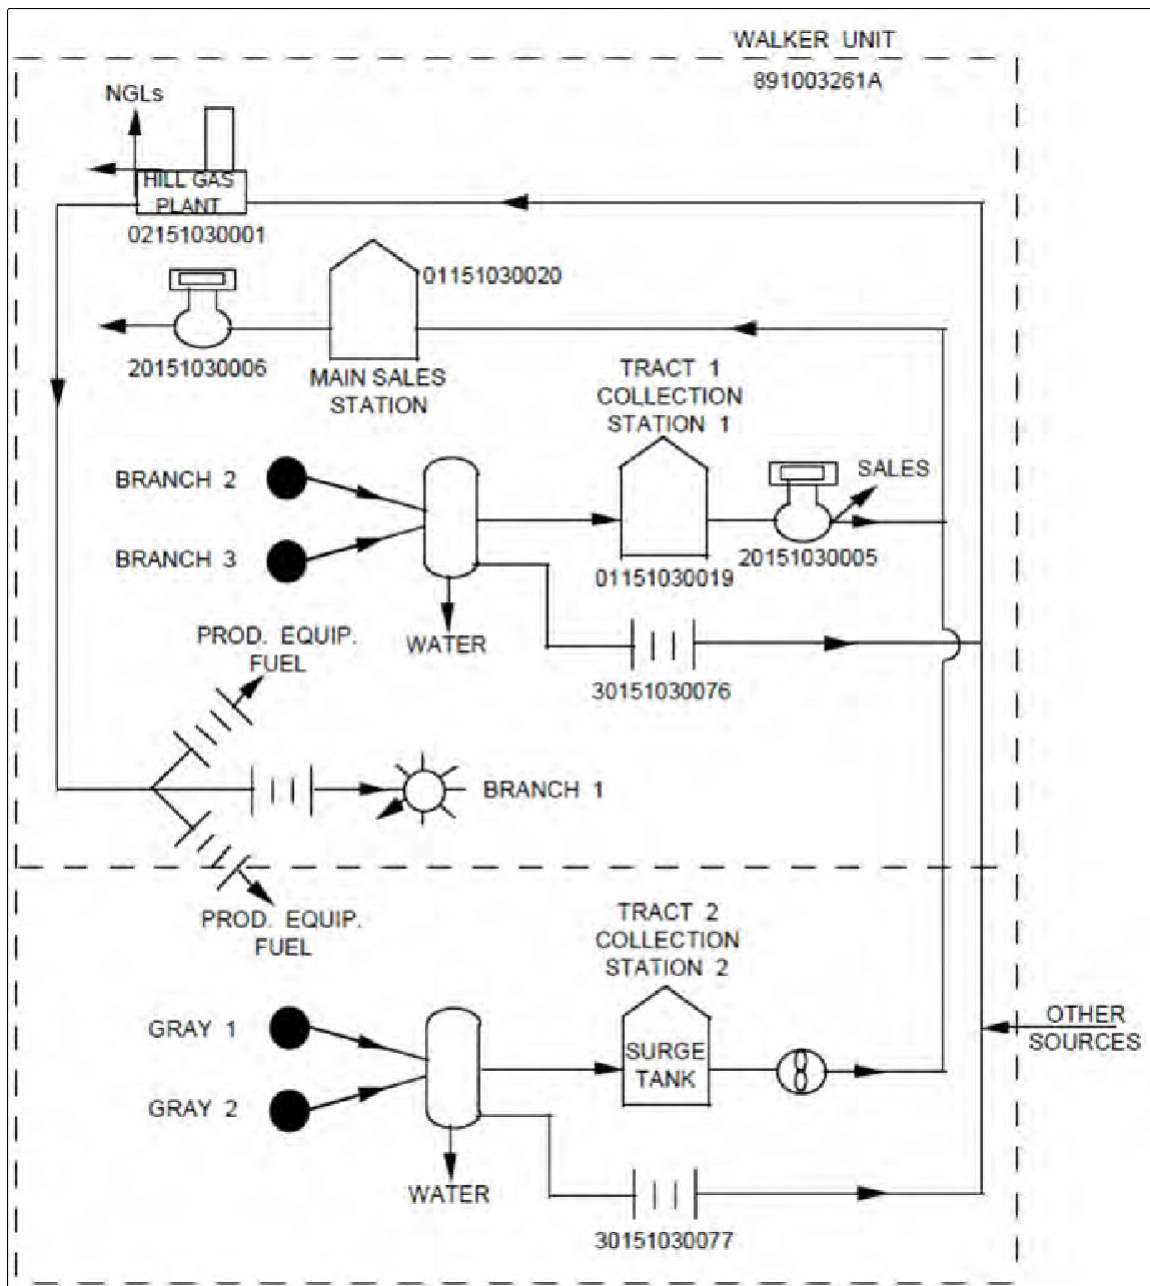 WALKER UNIT
891003261A
NGLs
HILL GAS
PLANT
02151030001
01151030020
20151030006
MAIN SALES
STATION
TRACT 1
COLLECTION
STATION 1
BRANCH 2
SALES
BRANCH 3
20151030005
01151030019
PROD. EQUIP.
FUEL
WATER
30151030076
BRANCH 1
PROD. EQUIP.
FUEL
TRACT 2
COLLECTION
STATION 2
GRAY 1
OTHER
SOURCES
SURGE
TANK
GRAY 2
WATER
30151030077